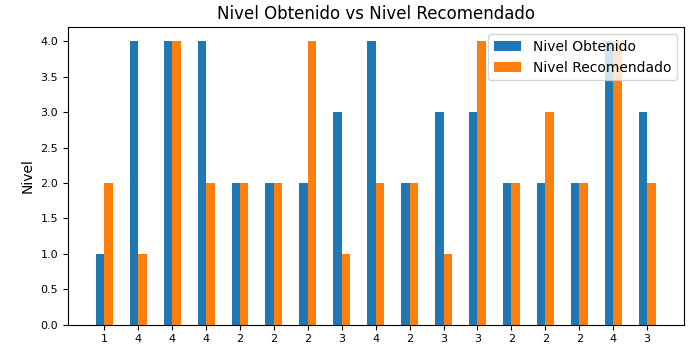 Nivel Obtenido vs Nivel Recomendado
Nivel Obtenido
Nivel Recomendado
Nivel
4.0
3.5
3.0
2.5
2.0
1.5
1.0
0.5
0.0
1 4 4 4 2 2 2 3 4 2 3 3 2 2 2 4 3